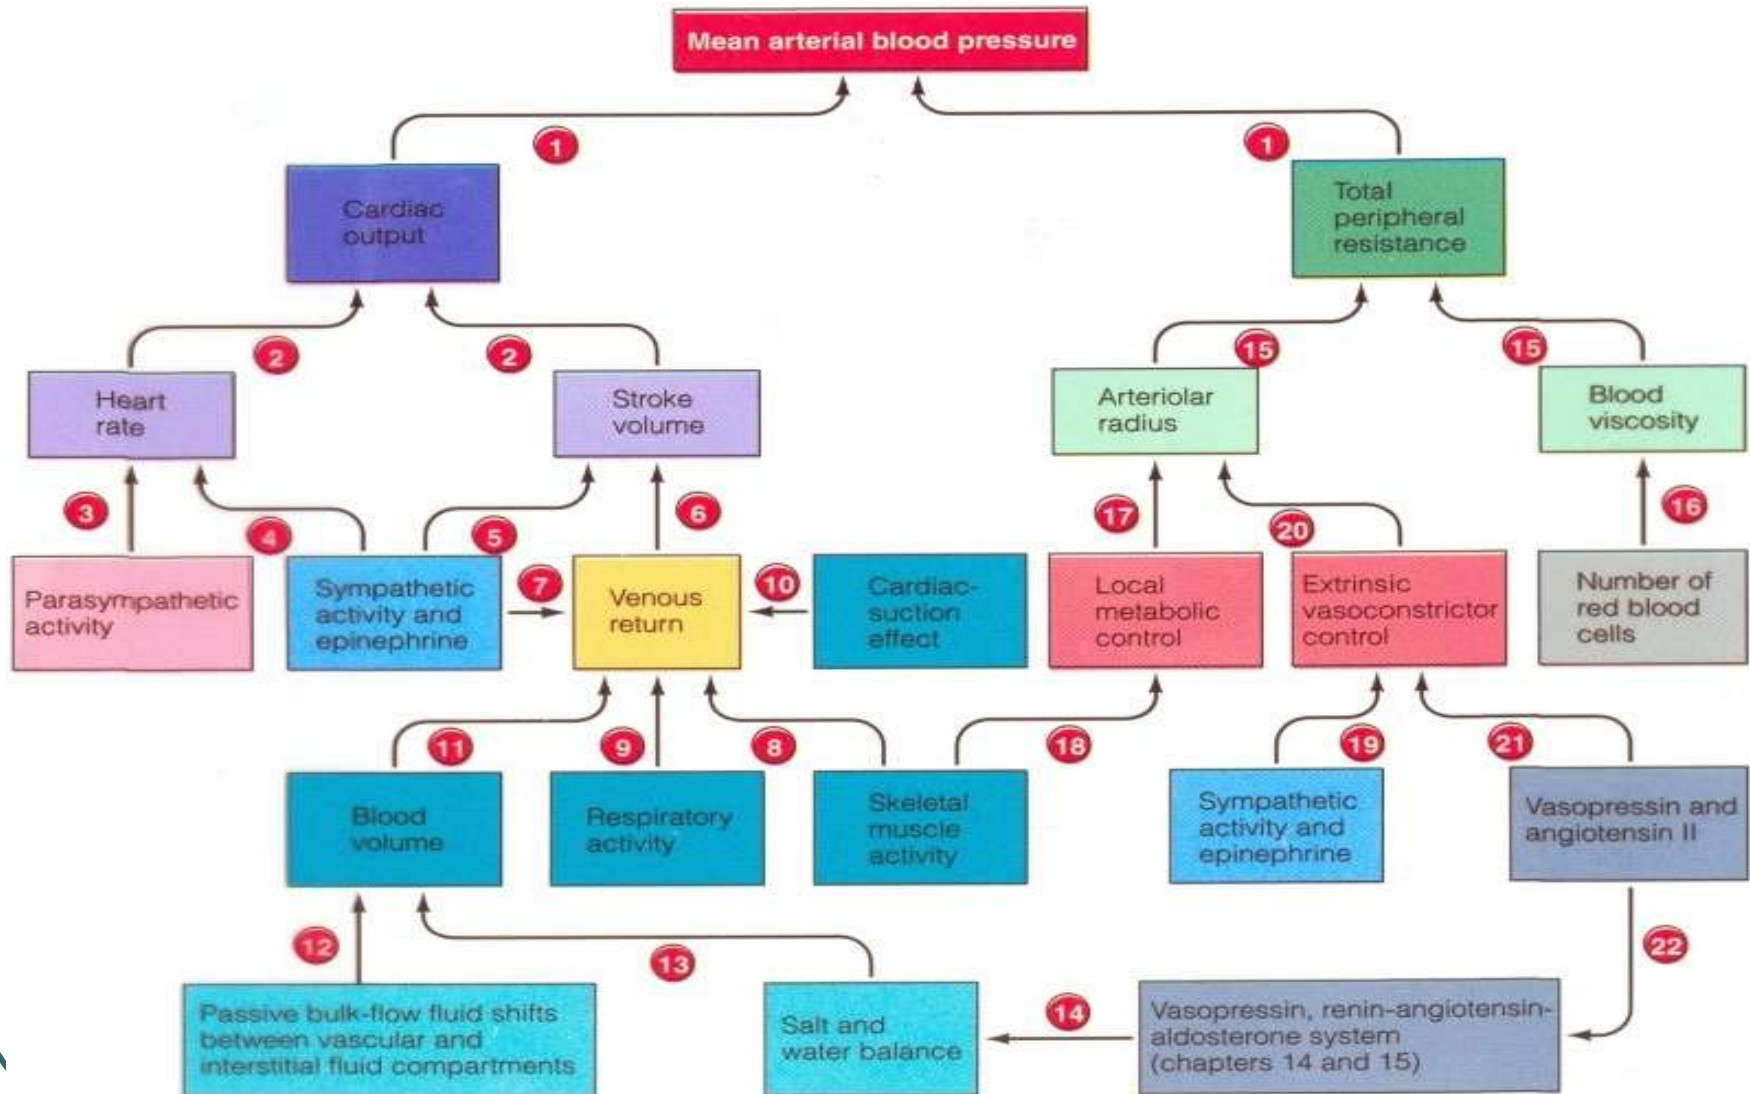 Mean arterial blood pressure
1
1
Cardiac
output
Total
peripheral
resistance
2
2
15
15
Heart
rate
Stroke
volume
Arteriolar
radius
Blood
viscosity
3
4
5
6
17
20
16
Parasympathetic
activity
Sympathetic
activity and
epinephrine
7
Venous
return
10
Cardiac-
suction
effect
Local
metabolic
control
Extrinsic
vasoconstrictor
control
Number of
red blood
cells
11
9
8
18
19
21
Blood
volume
Respiratory
activity
Skeletal
muscle
activity
Sympathetic
activity and
epinephrine
Vasopressin and
angiotensin II
12
13
22
Passive bulk-flow fluid shifts
between vascular and
interstitial fluid compartments
Salt and
water balance
14
Vasopressin, renin-angiotensin-
aldosterone system
(chapters 14 and 15)